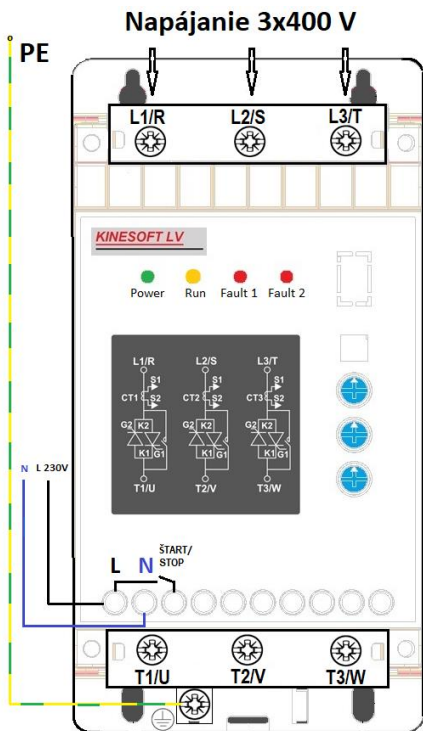 Napájanie 3x400 V
PE
L1/R L2/S L3/T
KINESOFT LV
Power Run Fault 1 Fault 2
L1/R L2/S L3/T
S1 S1 S1
CT1 S2 CT2 S2 CT3 S2
G2 K2 G2 K2 G2 K2
K1 G1 K1 G1 K1 G1
T1/U T2/V T3/W
N L 230V
ŠTART/
STOP
L N
T1/U T2/V T3/W